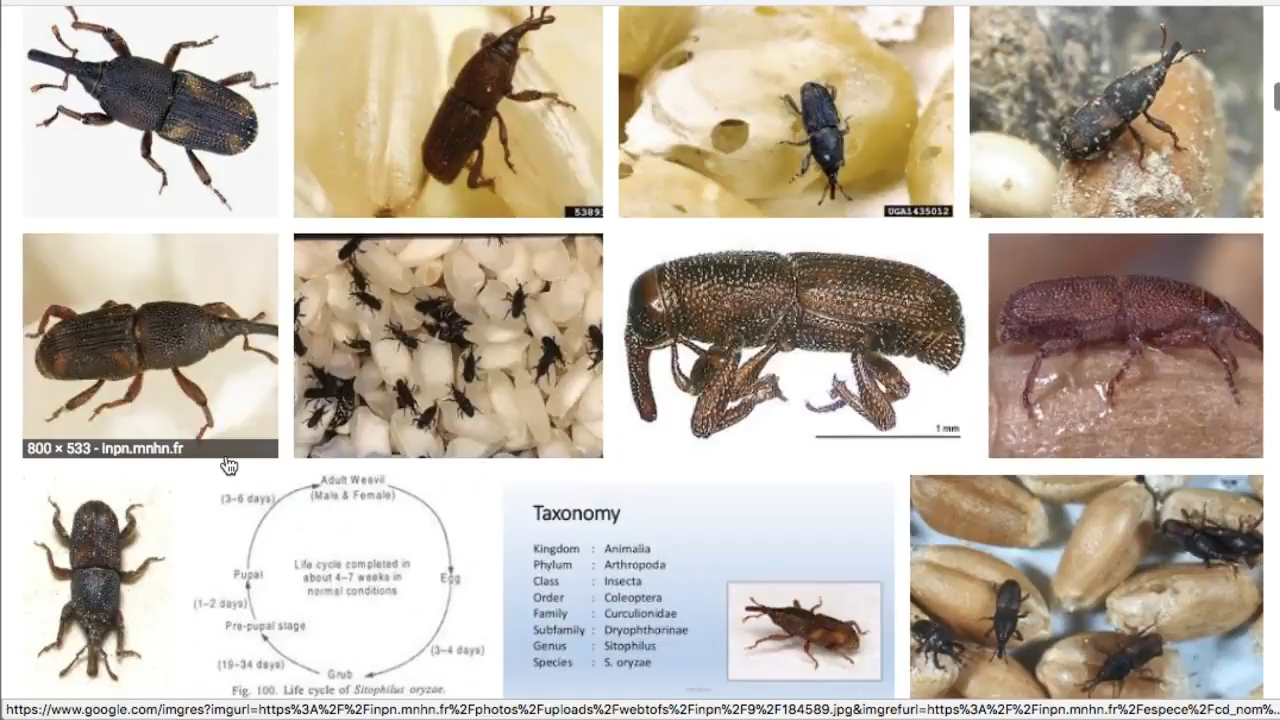 5389
UGA1435012
800 × 533 - inpn.mnhn.fr
1 mm
Adult Weevil
(Male & Female)
(3-6 days)
Life cycle completed in
about 4-7 weeks in
normal conditions
Pupal
Egg
(1-2 days)
Pre-pupal stage
(3-4 days)
(19-34 days)
Grub
Fig. 100. Life cycle of Sitophilus oryzae.
Taxonomy
Kingdom : Animalia
Phylum : Arthropoda
Class : Insecta
Order : Coleoptera
Family : Curculionidae
Subfamily : Dryophthorinae
Genus : Sitophilus
Species : S. oryzae
https://www.google.com/imgres?imgurl=https%3A%2F%2Finpn.mnhn.fr%2Fphotos%2Fuploads%2Fwebtofs%2Finpn%2F9%2F184589.jpg&imgrefurl=https%3A%2F%2Finpn.mnhn.fr%2Fespece%2Fcd_nom%...